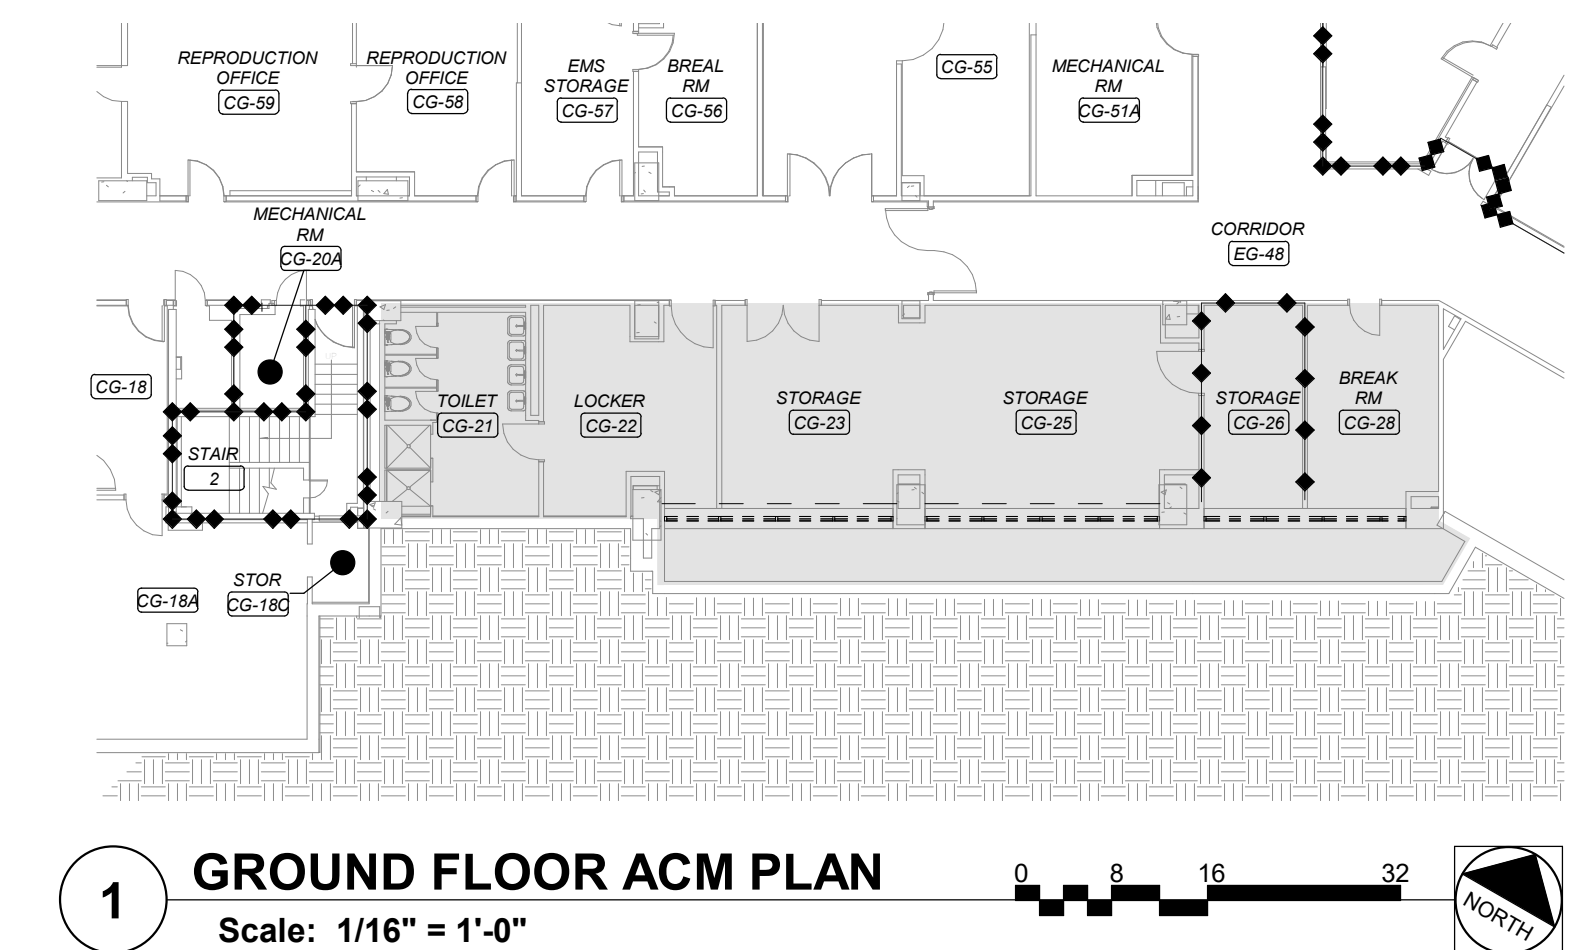 REPRODUCTION
OFFICE
CG-59
REPRODUCTION
OFFICE
CG-58
EMS
STORAGE
CG-57
BREAL
RM
CG-56
CG-55
MECHANICAL
RM
CG-51A
MECHANICAL
RM
CG-20A
CORRIDOR
EG-48
CG-18
STAIR
2
TOILET
CG-21
LOCKER
CG-22
STORAGE
CG-23
STORAGE
CG-25
STORAGE
CG-26
BREAK
RM
CG-28
CG-18A
STOR
CG-18C
1
GROUND FLOOR ACM PLAN
Scale: 1/16" = 1'-0"
0 8 16 32
NORTH